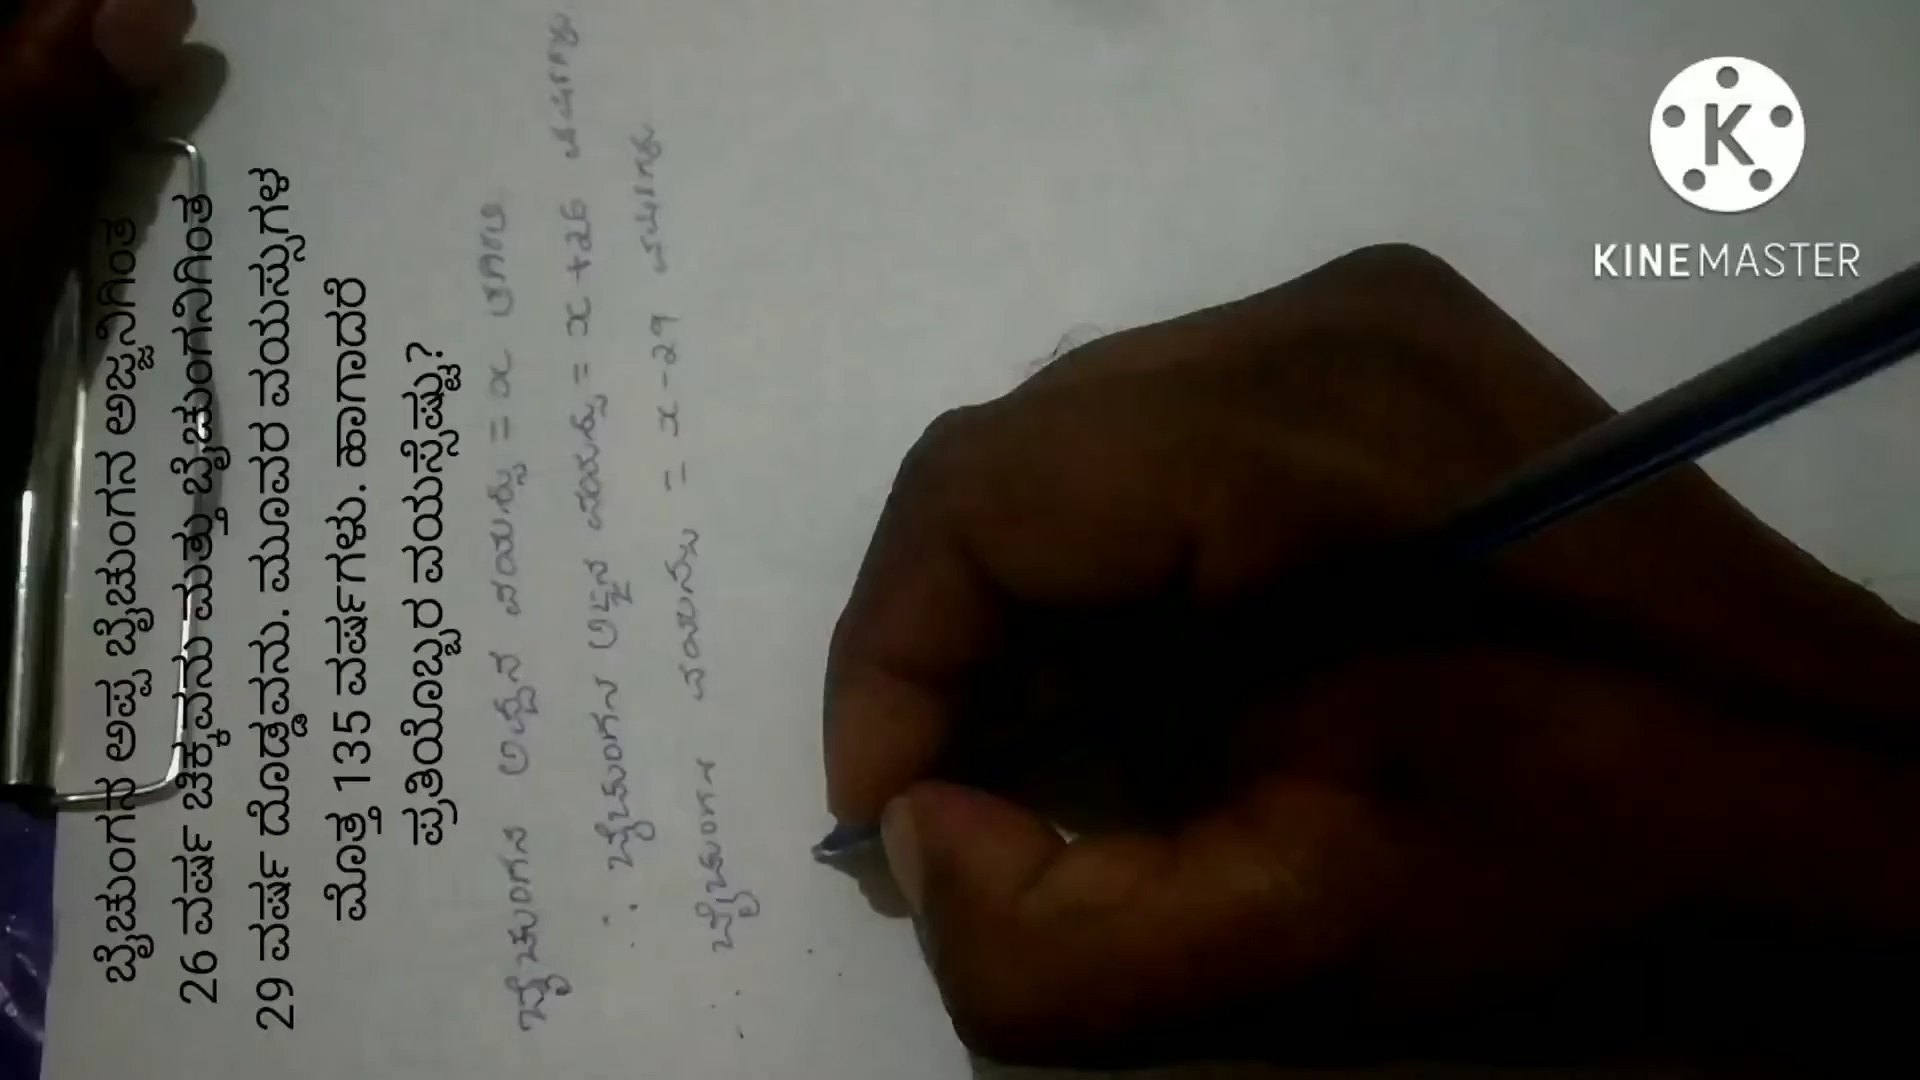 ಬೈಚುಂಗನ ಅಪ್ಪ ಬೈಚುಂಗನ ಅಜ್ಜನಿಗಿಂತ
26 ವರ್ಷ ಚಿಕ್ಕವನು ಮತ್ತು ಬೈಚುಂಗನಿಗಿಂತ
29 ವರ್ಷ ದೊಡ್ಡವನು. ಮೂವರ ವಯಸ್ಸುಗಳ
ಮೊತ್ತ 135 ವರ್ಷಗಳು. ಹಾಗಾದರೆ
ಪ್ರತಿಯೊಬ್ಬರ ವಯಸ್ಸೆಷ್ಟು?
ಬೈಚುಂಗನ ಅಪ್ಪನ ವಯಸ್ಸು = x ಆಗಿರಲಿ
∴ ಬೈಚುಂಗನ ಅಜ್ಜನ ವಯಸ್ಸು = x + 26 ವರ್ಷಗಳು
∴ ಬೈಚುಂಗನ ವಯಸ್ಸು = x - 29 ವರ್ಷಗಳು
KINEMASTER